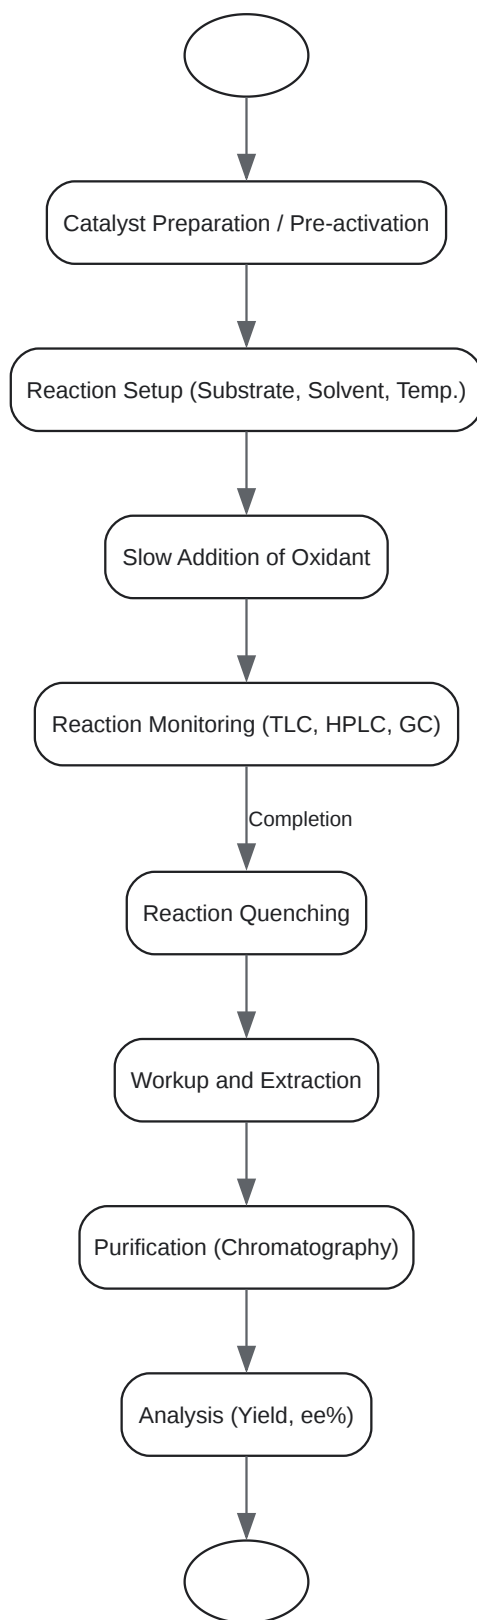 Catalyst Preparation / Pre-activation
Reaction Setup (Substrate, Solvent, Temp.)
Slow Addition of Oxidant
Reaction Monitoring (TLC, HPLC, GC)
Completion
Reaction Quenching
Workup and Extraction
Purification (Chromatography)
Analysis (Yield, ee%)